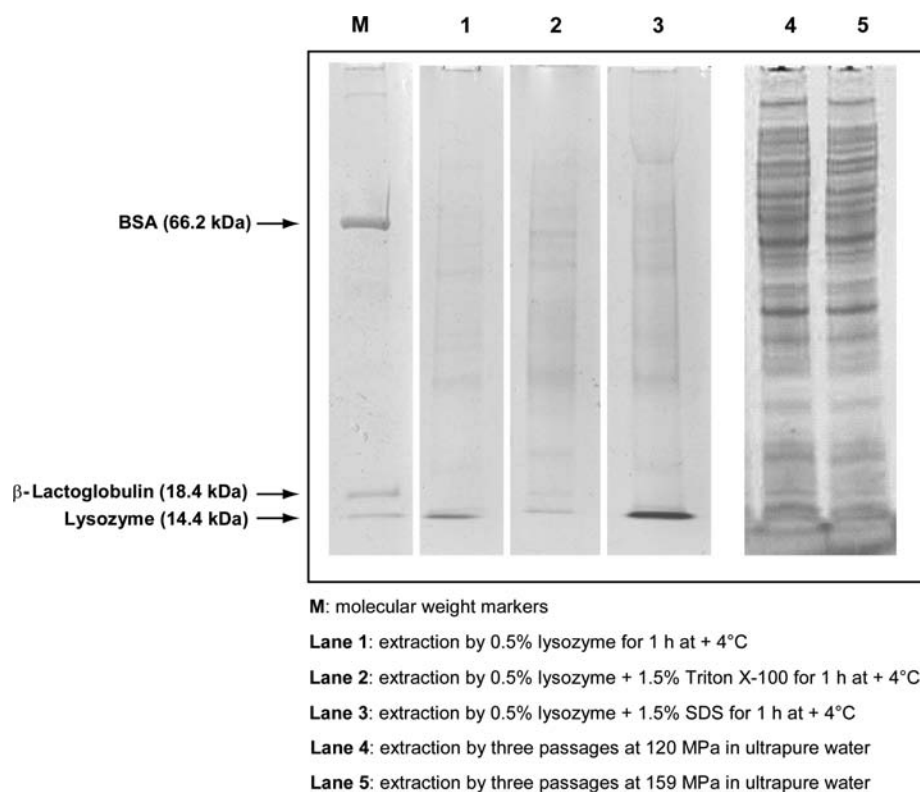 M 1 2 3 4 5
BSA (66.2 kDa)
β-Lactoglobulin (18.4 kDa)
Lysozyme (14.4 kDa)
M: molecular weight markers
Lane 1: extraction by 0.5% lysozyme for 1 h at + 4°C
Lane 2: extraction by 0.5% lysozyme + 1.5% Triton X-100 for 1 h at + 4°C
Lane 3: extraction by 0.5% lysozyme + 1.5% SDS for 1 h at + 4°C
Lane 4: extraction by three passages at 120 MPa in ultrapure water
Lane 5: extraction by three passages at 159 MPa in ultrapure water